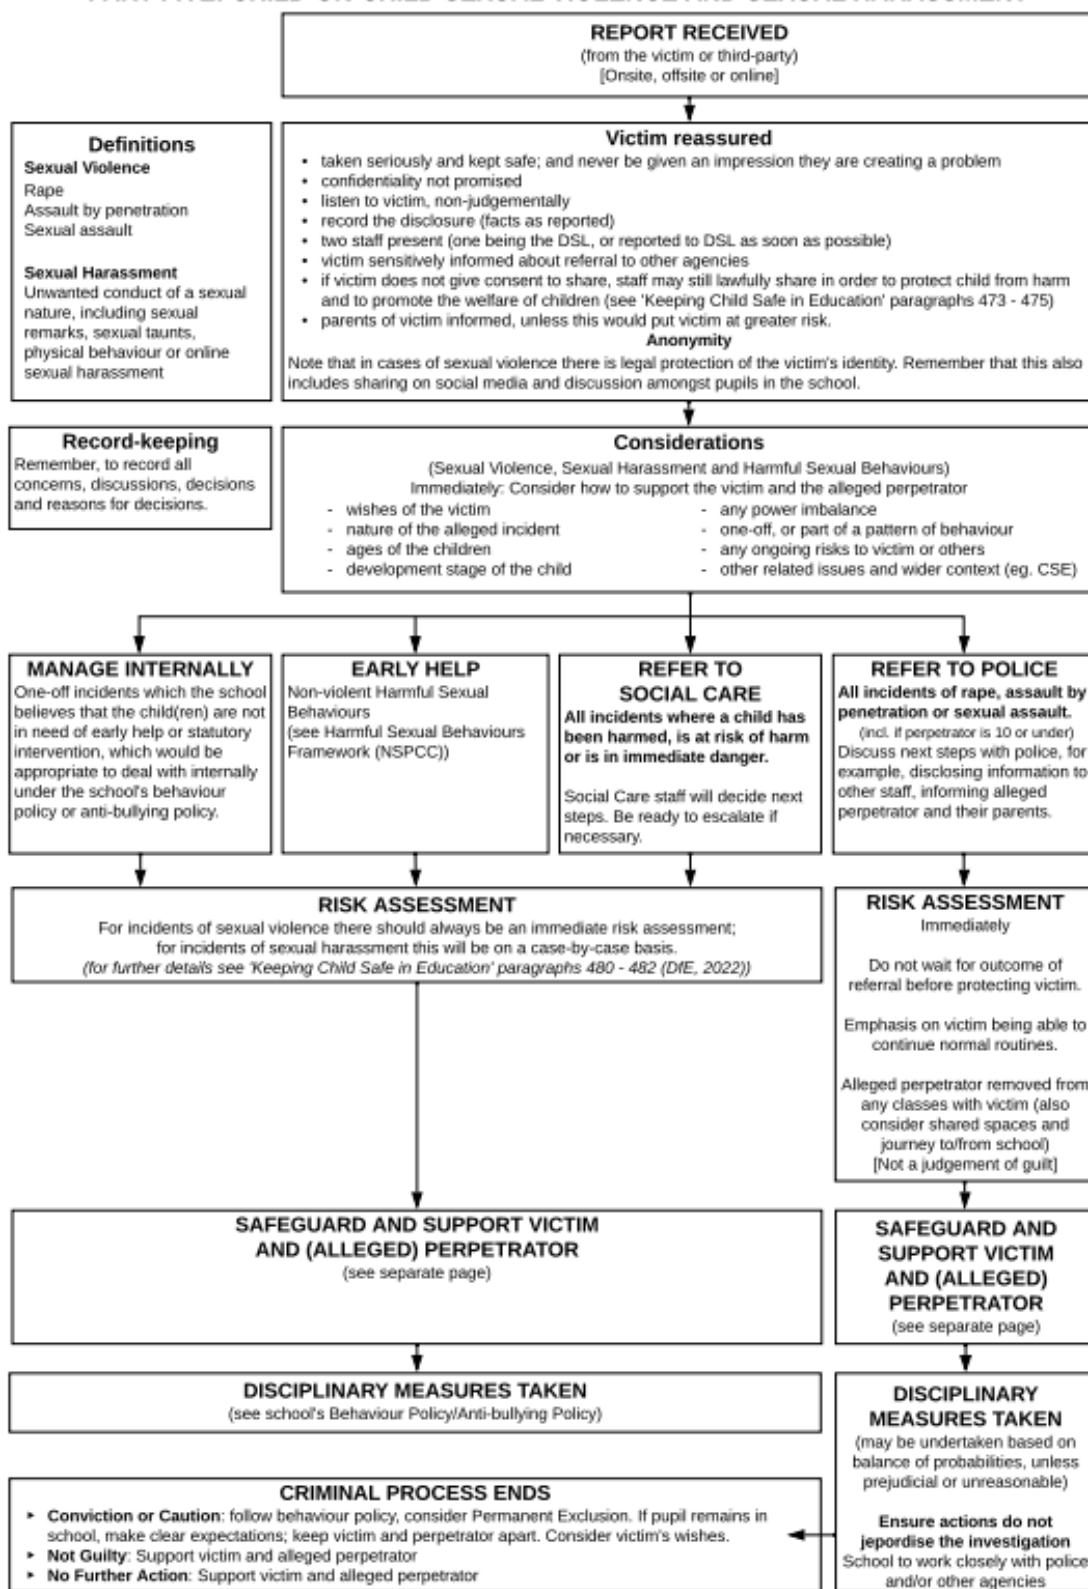 REPORT RECEIVED
(from the victim or third-party)
[Onsite, offsite or online]
Definitions
Sexual Violence
Rape
Assault by penetration
Sexual assault
Sexual Harassment
Unwanted conduct of a sexual
nature, including sexual
remarks, sexual taunts,
physical behaviour or online
sexual harassment
Victim reassured
• taken seriously and kept safe; and never be given an impression they are creating a problem
• confidentiality not promised
• listen to victim, non-judgementally
• record the disclosure (facts as reported)
• two staff present (one being the DSL, or reported to DSL as soon as possible)
• victim sensitively informed about referral to other agencies
• if victim does not give consent to share, staff may still lawfully share in order to protect child from harm
and to promote the welfare of children (see 'Keeping Child Safe in Education' paragraphs 473 - 475)
• parents of victim informed, unless this would put victim at greater risk.
Anonymity
Note that in cases of sexual violence there is legal protection of the victim's identity. Remember that this also
includes sharing on social media and discussion amongst pupils in the school.
Record-keeping
Remember, to record all
concerns, discussions, decisions
and reasons for decisions.
Considerations
(Sexual Violence, Sexual Harassment and Harmful Sexual Behaviours)
Immediately: Consider how to support the victim and the alleged perpetrator
- wishes of the victim
- nature of the alleged incident
- ages of the children
- development stage of the child
- any power imbalance
- one-off, or part of a pattern of behaviour
- any ongoing risks to victim or others
- other related issues and wider context (eg. CSE)
MANAGE INTERNALLY
One-off incidents which the school
believes that the child(ren) are not
in need of early help or statutory
intervention, which would be
appropriate to deal with internally
under the school's behaviour
policy or anti-bullying policy.
EARLY HELP
Non-violent Harmful Sexual
Behaviours
(see Harmful Sexual Behaviours
Framework (NSPCC))
REFER TO
SOCIAL CARE
All incidents where a child has
been harmed, is at risk of harm
or is in immediate danger.
Social Care staff will decide next
steps. Be ready to escalate if
necessary.
REFER TO POLICE
All incidents of rape, assault by
penetration or sexual assault.
(incl. if perpetrator is 10 or under)
Discuss next steps with police, for
example, disclosing information to
other staff, informing alleged
perpetrator and their parents.
RISK ASSESSMENT
For incidents of sexual violence there should always be an immediate risk assessment;
for incidents of sexual harassment this will be on a case-by-case basis.
(for further details see 'Keeping Child Safe in Education' paragraphs 480 - 482 (DfE, 2022))
RISK ASSESSMENT
Immediately
Do not wait for outcome of
referral before protecting victim.
Emphasis on victim being able to
continue normal routines.
Alleged perpetrator removed from
any classes with victim (also
consider shared spaces and
journey to/from school)
[Not a judgement of guilt]
SAFEGUARD AND SUPPORT VICTIM
AND (ALLEGED) PERPETRATOR
(see separate page)
SAFEGUARD AND
SUPPORT VICTIM
AND (ALLEGED)
PERPETRATOR
(see separate page)
DISCIPLINARY MEASURES TAKEN
(see school's Behaviour Policy/Anti-bullying Policy)
DISCIPLINARY
MEASURES TAKEN
(may be undertaken based on
balance of probabilities, unless
prejudicial or unreasonable)
Ensure actions do not
jepordise the investigation
School to work closely with police
and/or other agencies
CRIMINAL PROCESS ENDS
▸ Conviction or Caution: follow behaviour policy, consider Permanent Exclusion. If pupil remains in
school, make clear expectations; keep victim and perpetrator apart. Consider victim's wishes.
▸ Not Guilty: Support victim and alleged perpetrator
▸ No Further Action: Support victim and alleged perpetrator